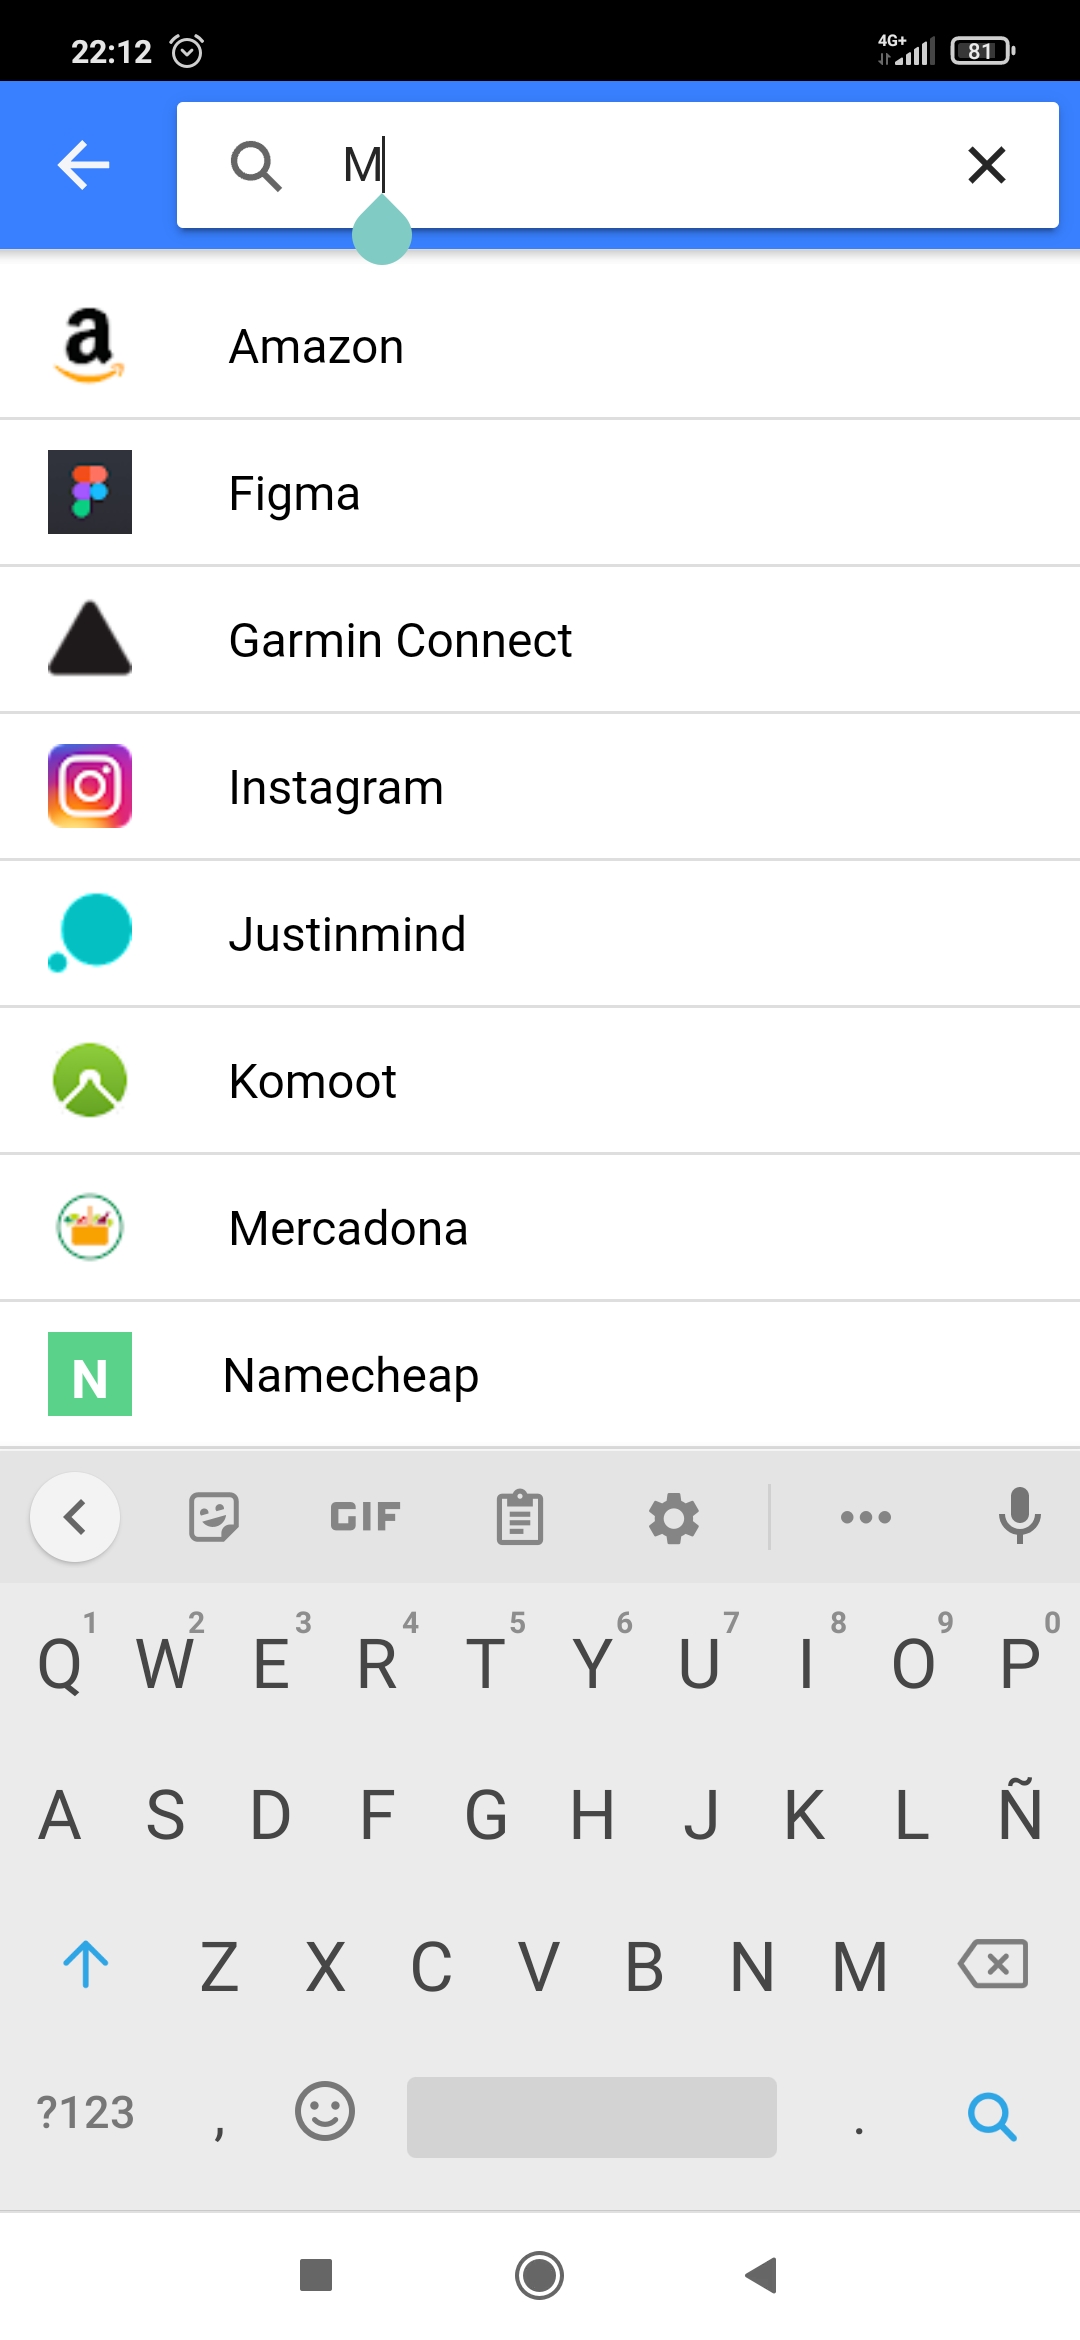 22:12 4G+ 81
M
Amazon
Figma
Garmin Connect
Instagram
Justinmind
Komoot
Mercadona
N Namecheap
GIF
1 2 3 4 5 6 7 8 9 0
Q W E R T Y U I O P
A S D F G H J K L Ñ
Z X C V B N M
?123 , .